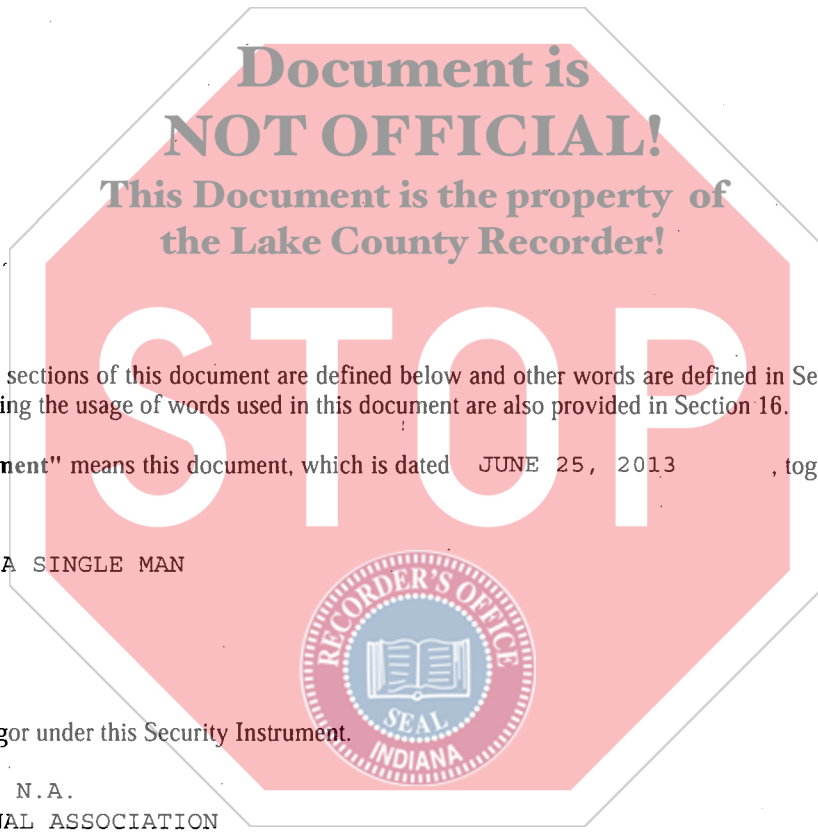 Document is
NOT OFFICIAL!
This Document is the property of
the Lake County Recorder!
STOP
sections of this document are defined below and other words are defined in Se
ing the usage of words used in this document are also provided in Section 16.
ment" means this document, which is dated JUNE 25, 2013 , tog
A SINGLE MAN
RECORDER'S OFFICE
SEAL
INDIANA
gor under this Security Instrument.
N.A.
NAL ASSOCIATION